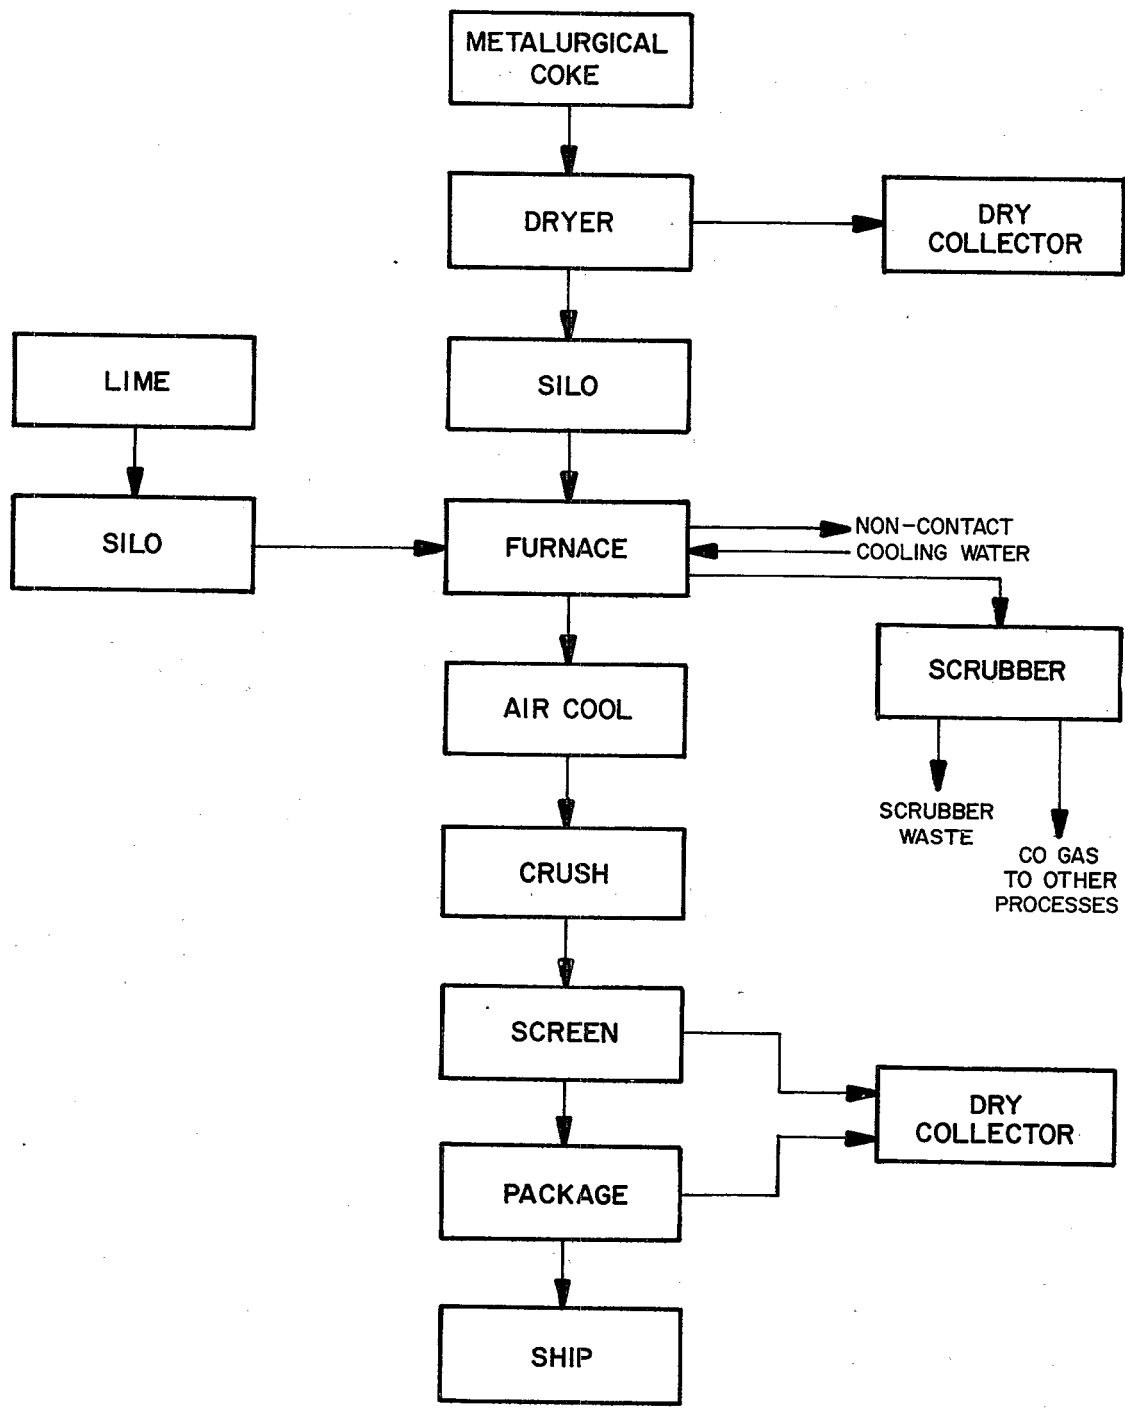 METALURGICAL
COKE
DRYER
DRY
COLLECTOR
LIME
SILO
SILO
FURNACE
NON-CONTACT
COOLING WATER
SCRUBBER
AIR COOL
SCRUBBER
WASTE
CO GAS
TO OTHER
PROCESSES
CRUSH
SCREEN
DRY
COLLECTOR
PACKAGE
SHIP